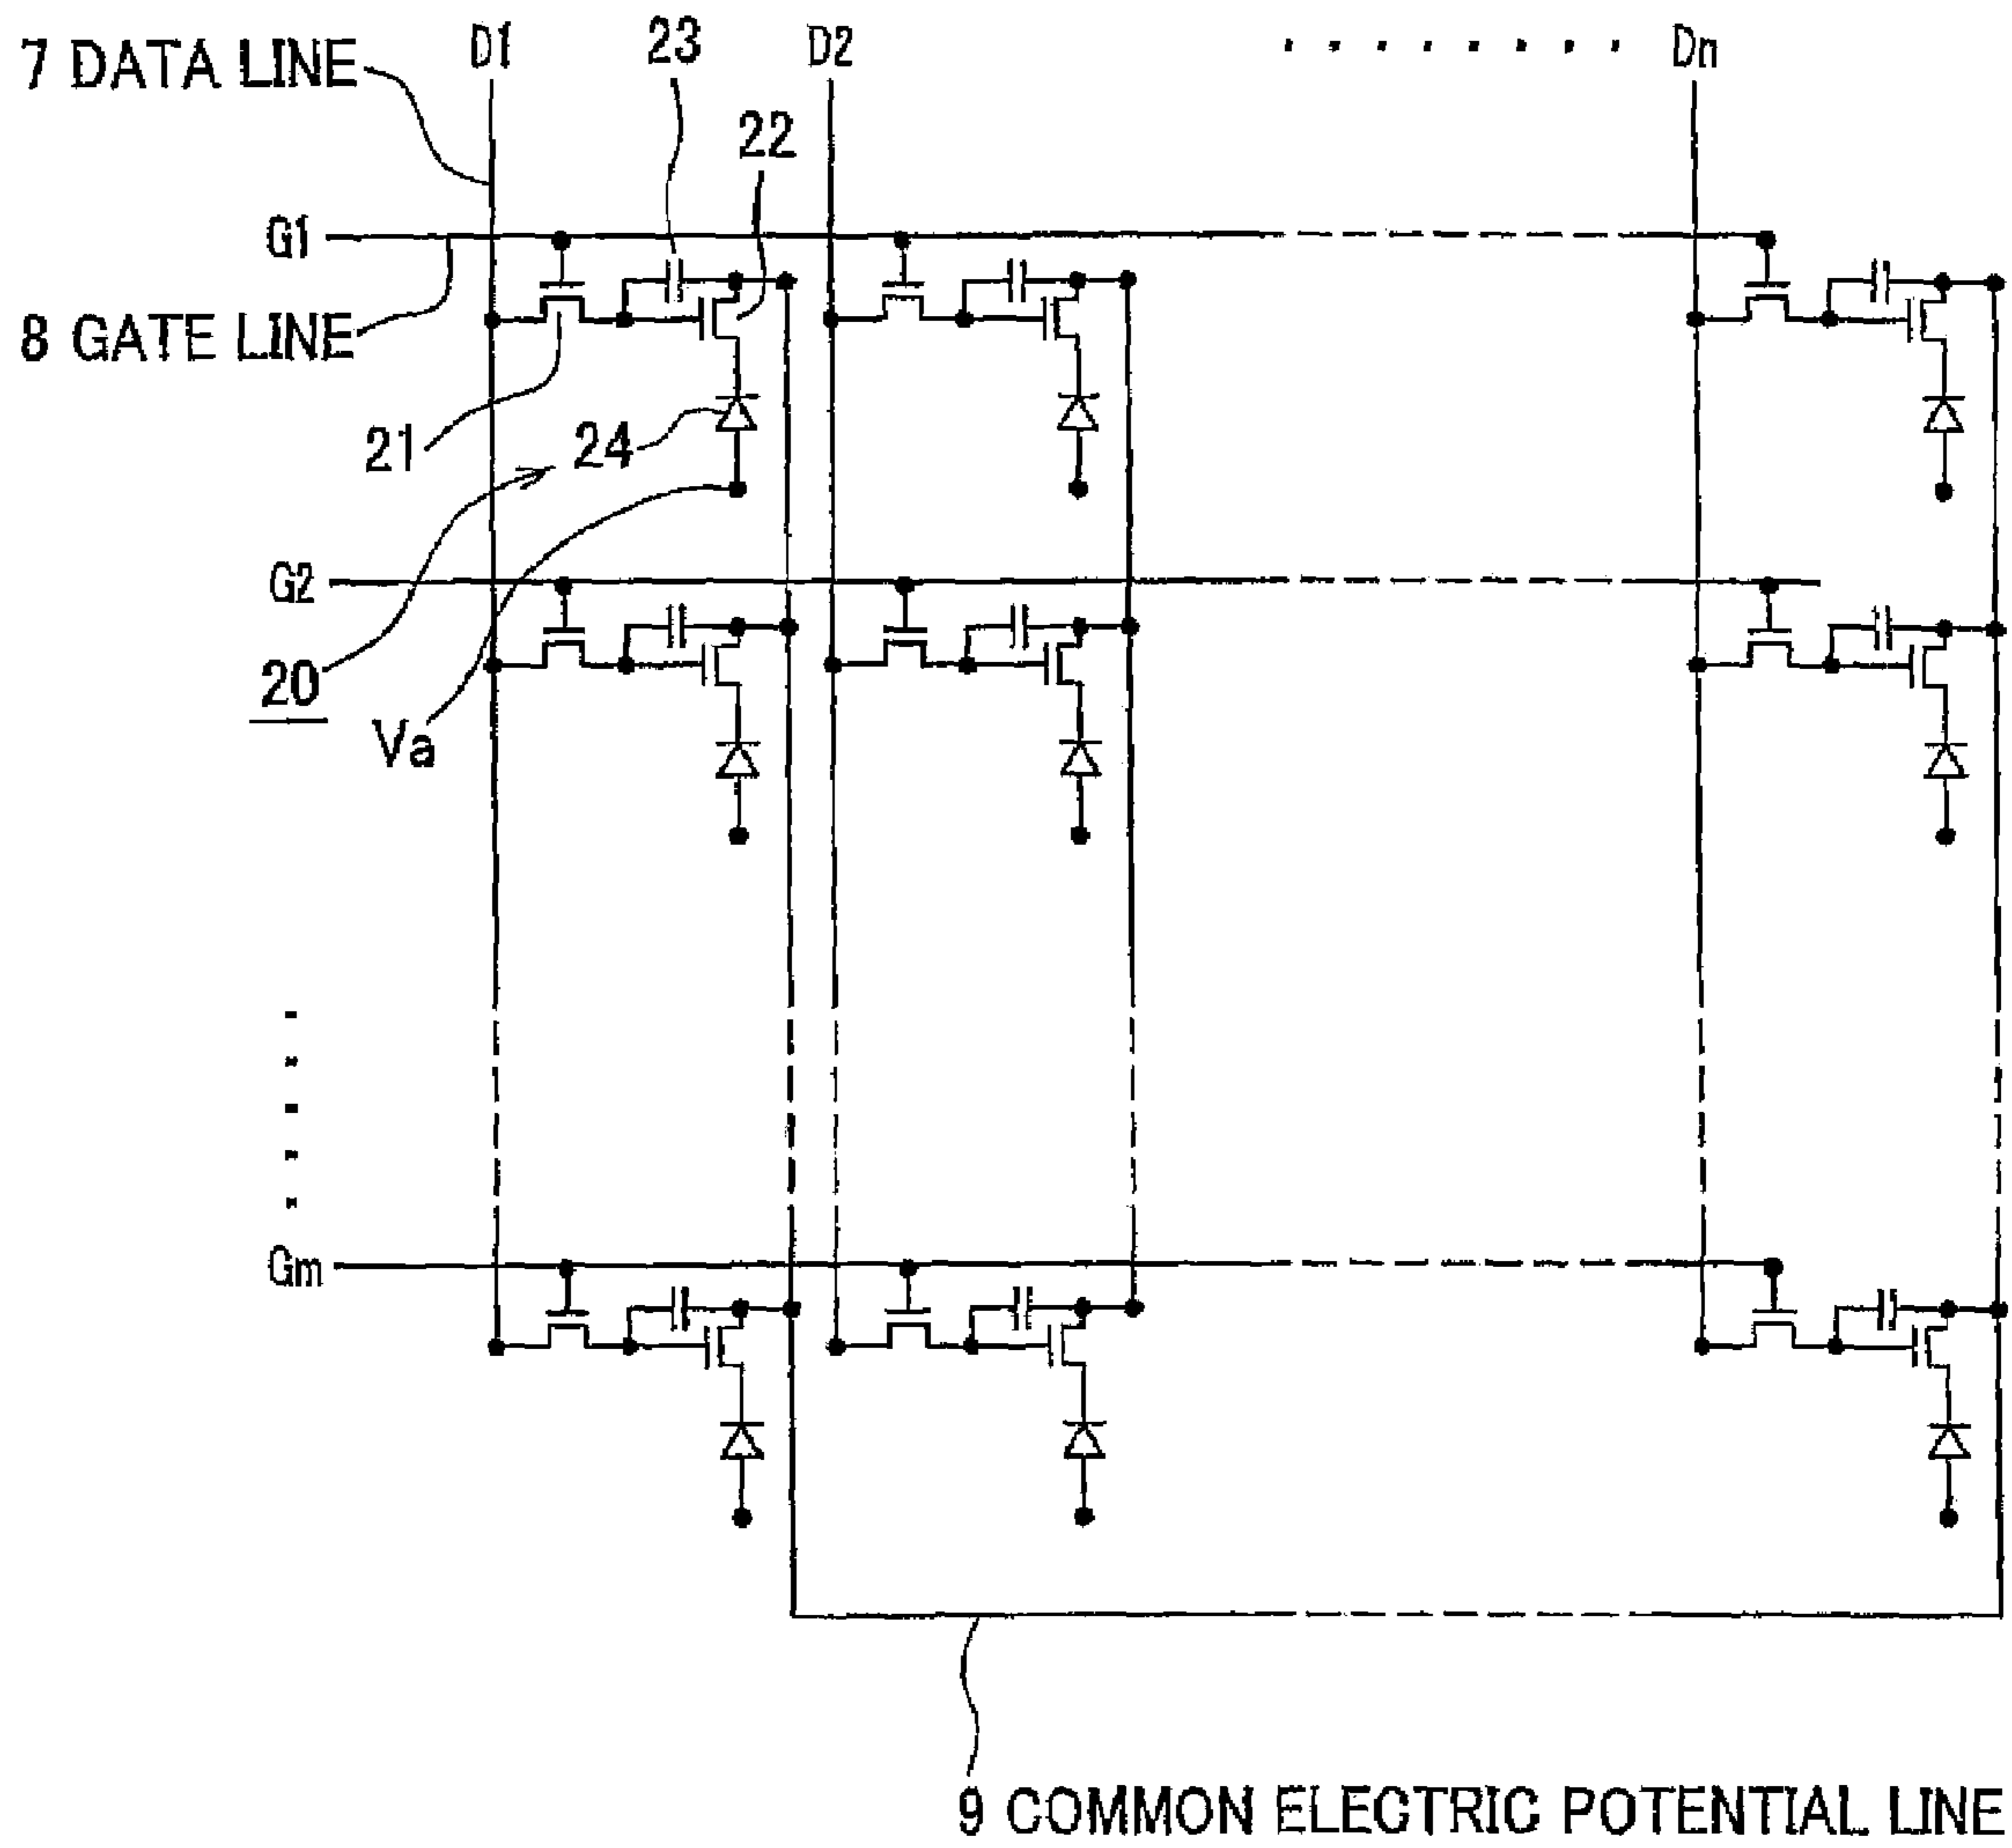 7 DATA LINE
D1
23
D2
Dn
22
G1
8 GATE LINE
21
24
G2
20
Va
Gm
9 COMMON ELECTRIC POTENTIAL LINE